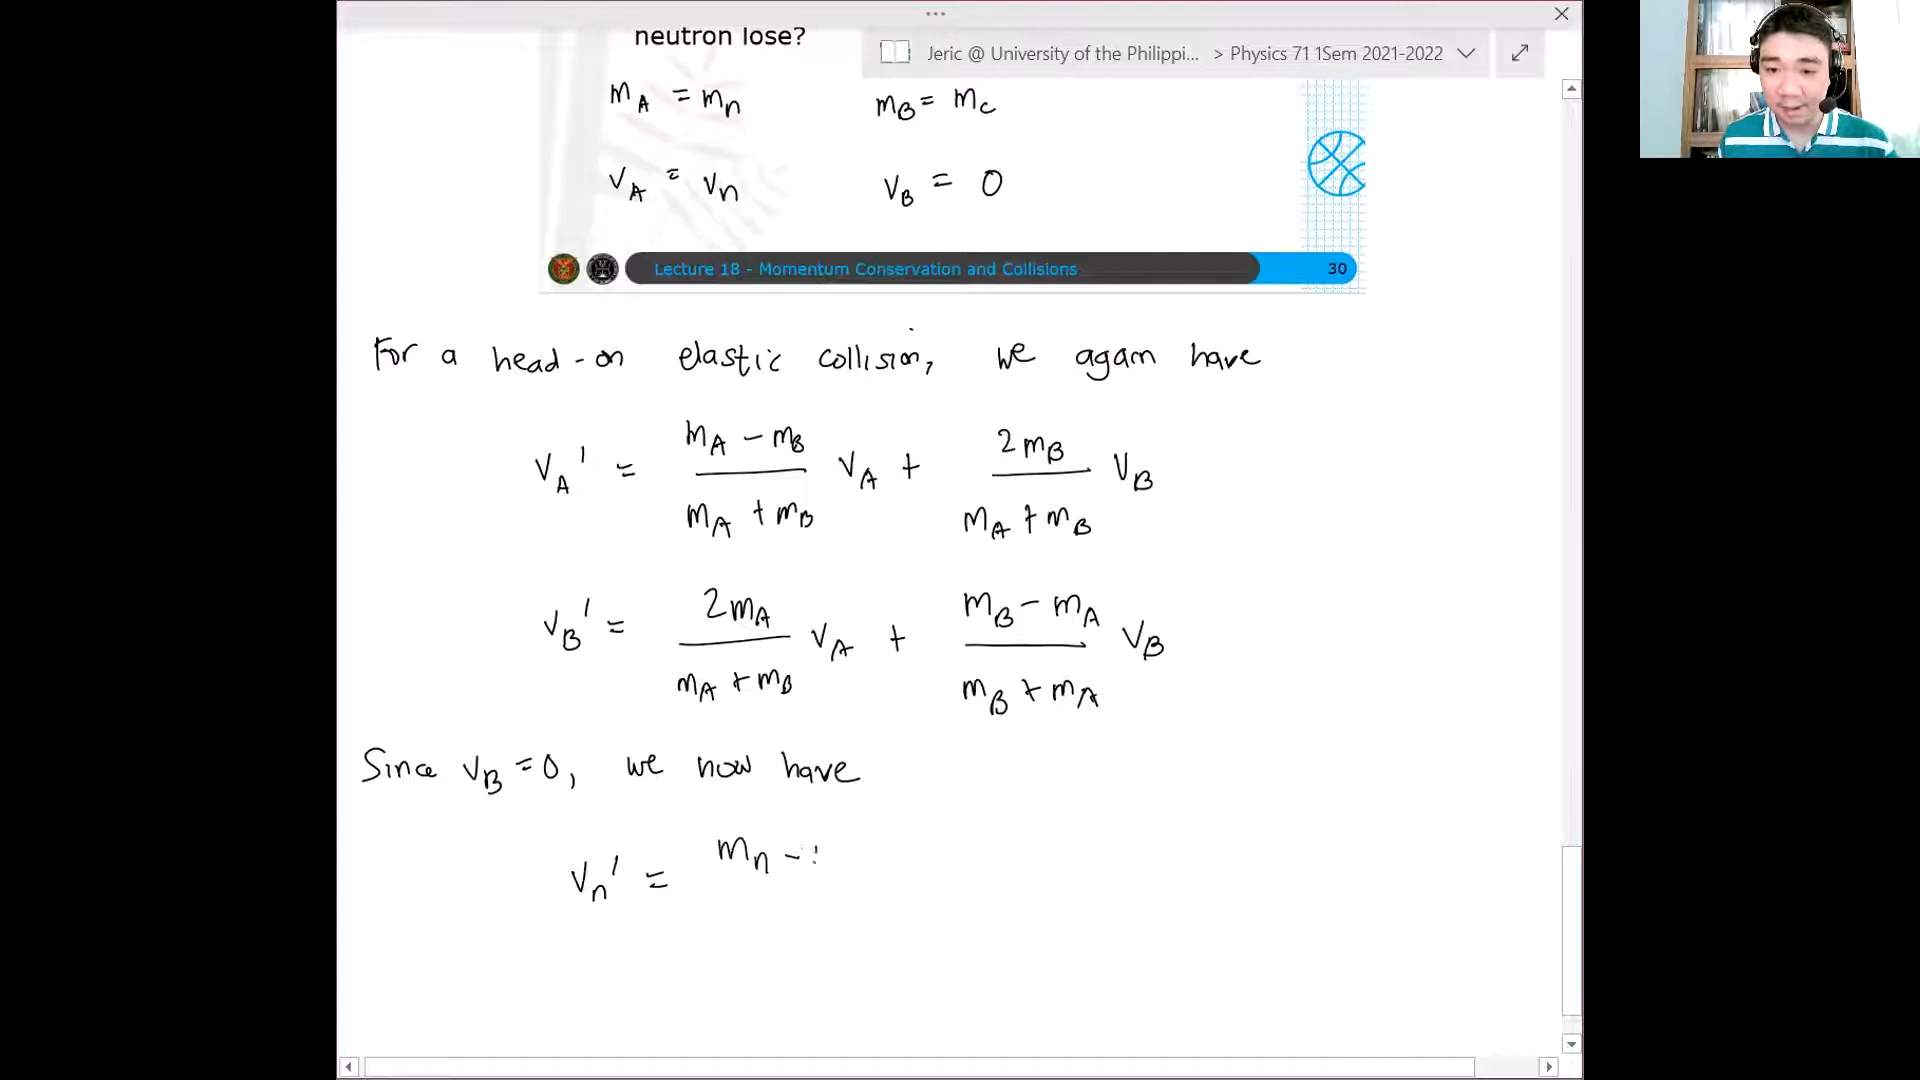 neutron lose?
Jeric @ University of the Philippi... > Physics 71 1Sem 2021-2022
m_A = m_n m_B = m_c
v_A = v_n v_B = 0
Lecture 18 - Momentum Conservation and Collisions 30
For a head-on elastic collision, we again have
v_A' = (m_A - m_B)/(m_A + m_B) v_A + 2m_B/(m_A + m_B) v_B
v_B' = 2m_A/(m_A + m_B) v_A + (m_B - m_A)/(m_B + m_A) v_B
Since v_B = 0, we now have
v_n' = m_n -